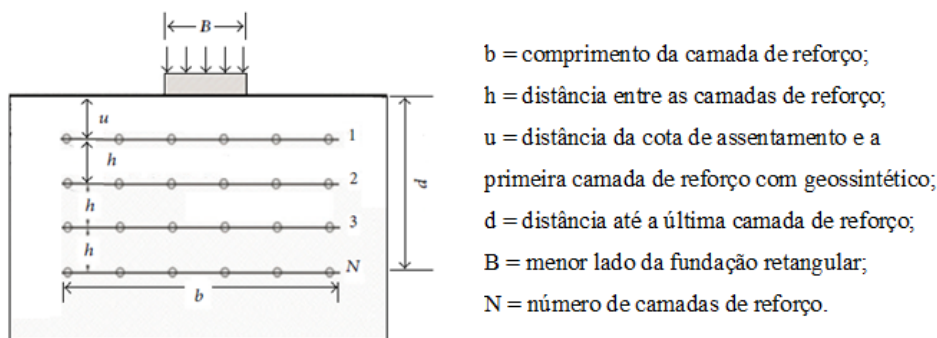 B
b = comprimento da camada de reforço;
h = distância entre as camadas de reforço;
u = distância da cota de assentamento e a
primeira camada de reforço com geossintético;
d = distância até a última camada de reforço;
B = menor lado da fundação retangular;
N = número de camadas de reforço.
u
1
h
2
d
h
3
h
N
b